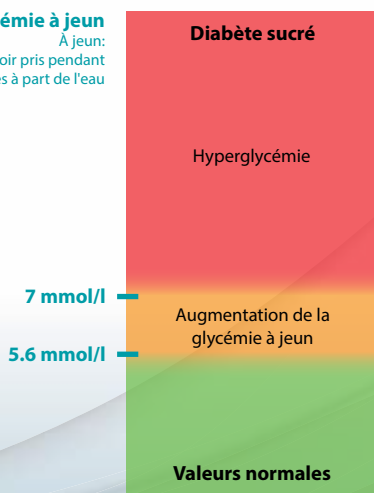 émie à jeun
À jeun:
oir pris pendant
s à part de l'eau
Diabète sucré
Hyperglycémie
7 mmol/l
Augmentation de la
glycémie à jeun
5.6 mmol/l
Valeurs normales